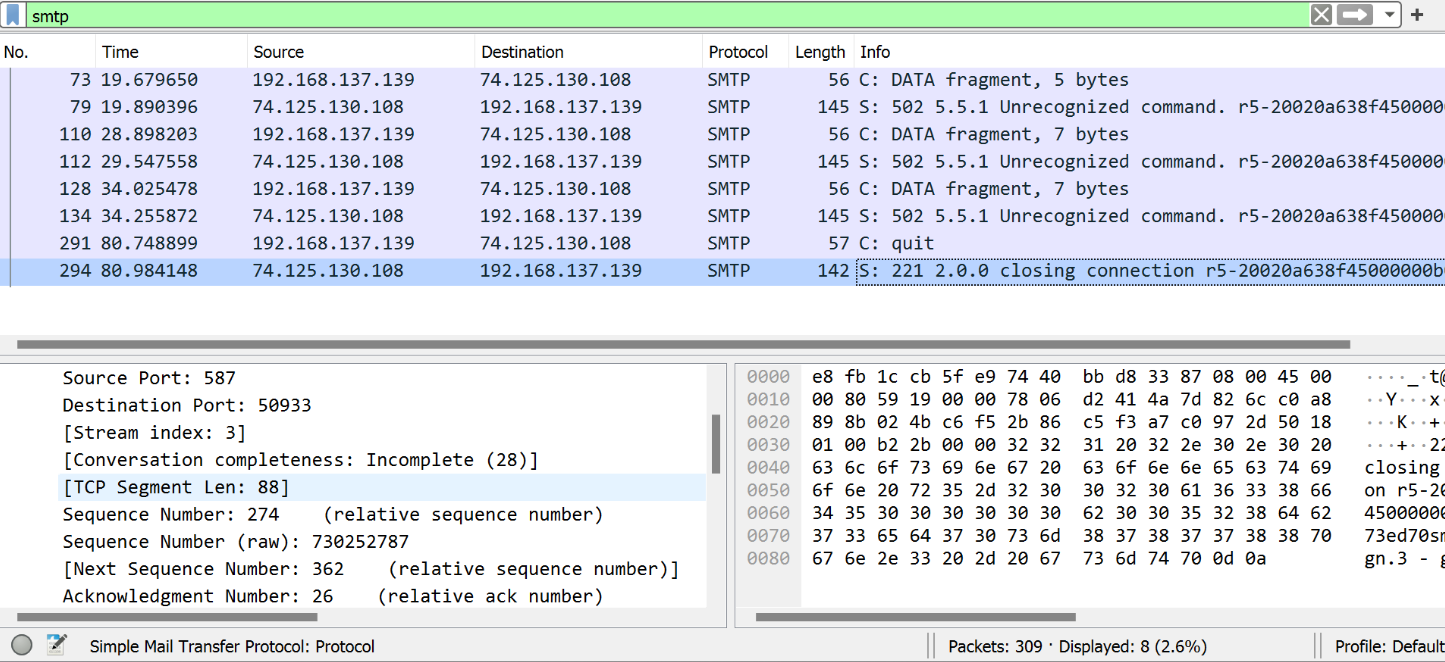 smtp
No. Time Source Destination Protocol Length Info
73 19.679650 192.168.137.139 74.125.130.108 SMTP 56 C: DATA fragment, 5 bytes
79 19.890396 74.125.130.108 192.168.137.139 SMTP 145 S: 502 5.5.1 Unrecognized command. r5-20020a638f4500000
110 28.898203 192.168.137.139 74.125.130.108 SMTP 56 C: DATA fragment, 7 bytes
112 29.547558 74.125.130.108 192.168.137.139 SMTP 145 S: 502 5.5.1 Unrecognized command. r5-20020a638f4500000
128 34.025478 192.168.137.139 74.125.130.108 SMTP 56 C: DATA fragment, 7 bytes
134 34.255872 74.125.130.108 192.168.137.139 SMTP 145 S: 502 5.5.1 Unrecognized command. r5-20020a638f4500000
291 80.748899 192.168.137.139 74.125.130.108 SMTP 57 C: quit
294 80.984148 74.125.130.108 192.168.137.139 SMTP 142 S: 221 2.0.0 closing connection r5-20020a638f45000000b
Source Port: 587
Destination Port: 50933
[Stream index: 3]
[Conversation completeness: Incomplete (28)]
[TCP Segment Len: 88]
Sequence Number: 274 (relative sequence number)
Sequence Number (raw): 730252787
[Next Sequence Number: 362 (relative sequence number)]
Acknowledgment Number: 26 (relative ack number)
0000 e8 fb 1c cb 5f e9 74 40 bb d8 33 87 08 00 45 00 ····_·t@
0010 00 80 59 19 00 00 78 06 d2 41 4a 7d 82 6c c0 a8 ··Y···x·
0020 89 8b 02 4b c6 f5 2b 86 c5 f3 a7 c0 97 2d 50 18 ···K··+·
0030 01 00 b2 2b 00 00 32 32 31 20 32 2e 30 2e 30 20 ···+··22
0040 63 6c 6f 73 69 6e 67 20 63 6f 6e 6e 65 63 74 69 closing
0050 6f 6e 20 72 35 2d 32 30 30 32 30 61 36 33 38 66 on r5-20
0060 34 35 30 30 30 30 30 30 62 30 30 35 32 38 64 62 45000000
0070 37 33 65 64 37 30 73 6d 38 37 38 37 37 38 38 70 73ed70sm
0080 67 6e 2e 33 20 2d 20 67 73 6d 74 70 0d 0a gn.3 - g
Simple Mail Transfer Protocol: Protocol
Packets: 309 · Displayed: 8 (2.6%)
Profile: Default